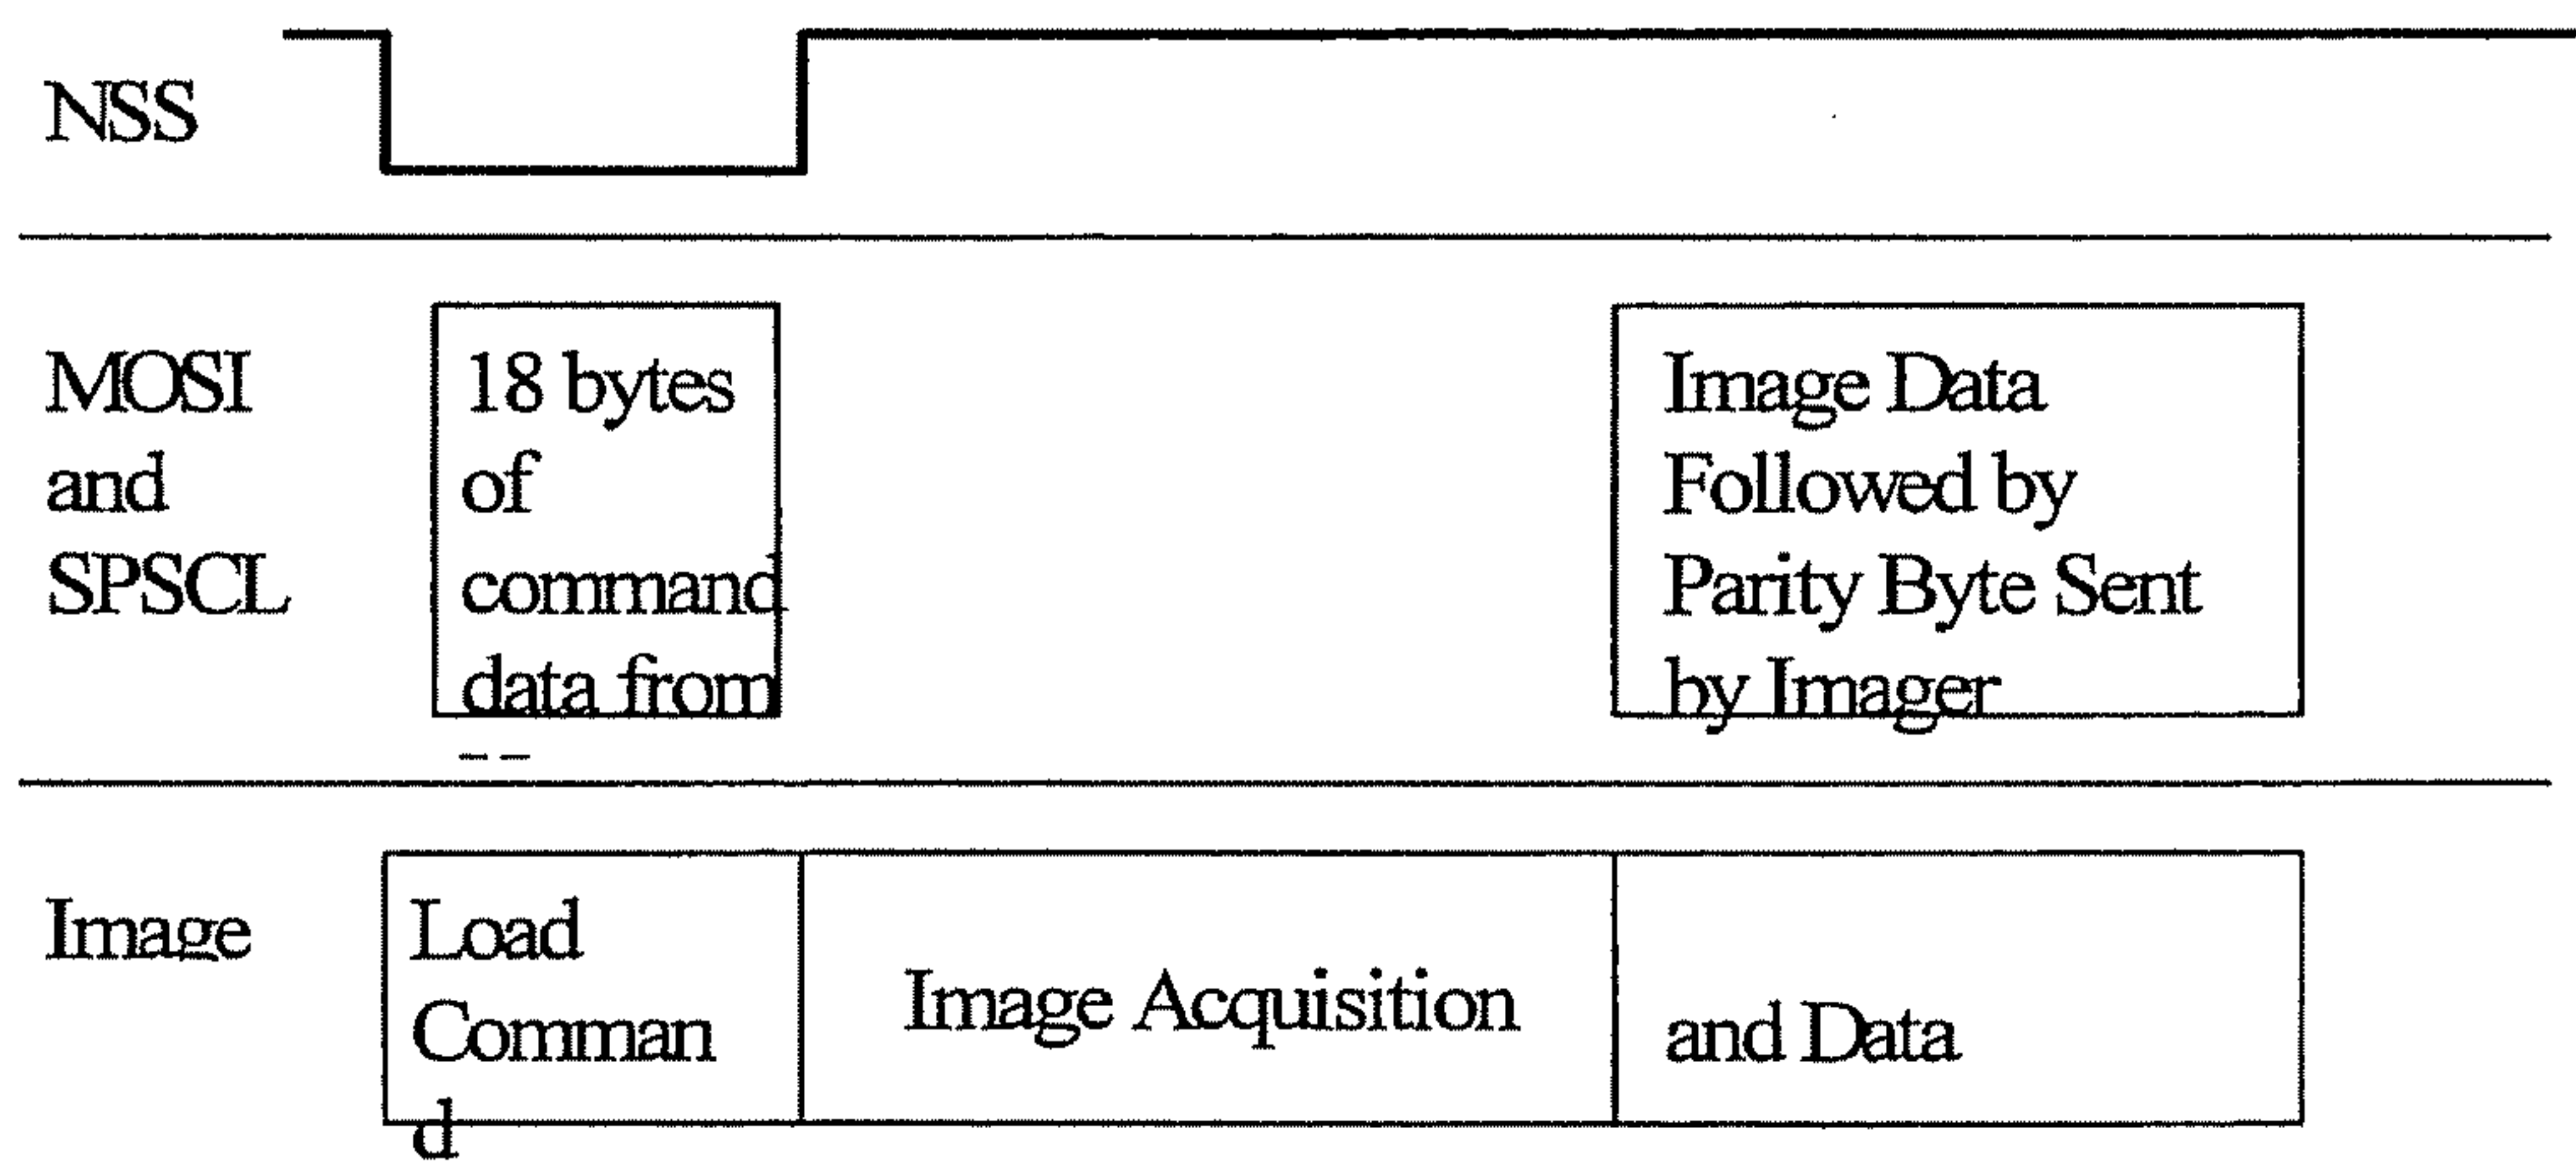 NSS
MOSI
and
SPSCL
18 bytes
of
command
data from
Image Data
Followed by
Parity Byte Sent
by Imager
Image
Load
Comman
d
Image Acquisition
and Data